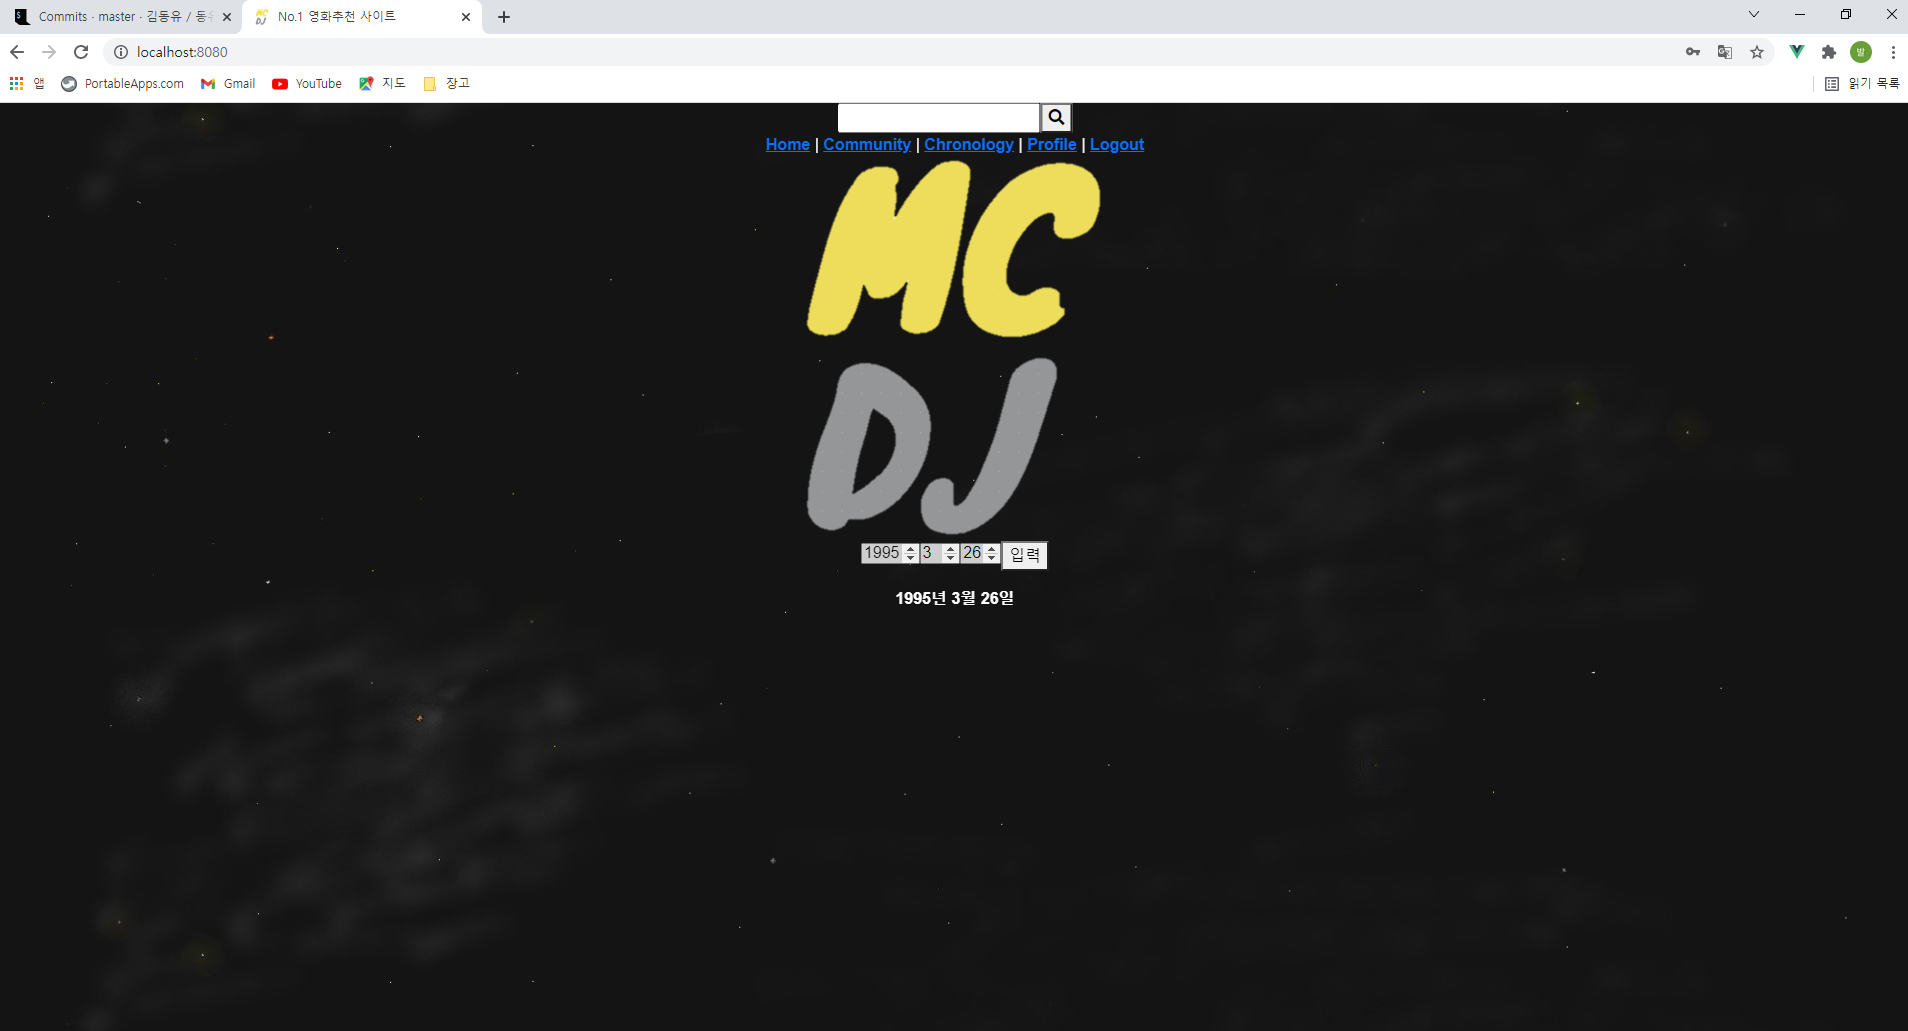 Commits · master · 김동유 / 동
No.1 영화추천 사이트
localhost:8080
앱 PortableApps.com Gmail YouTube 지도 장고 읽기 목록
Home | Community | Chronology | Profile | Logout
MC
DJ
1995 3 26 입력
1995년 3월 26일